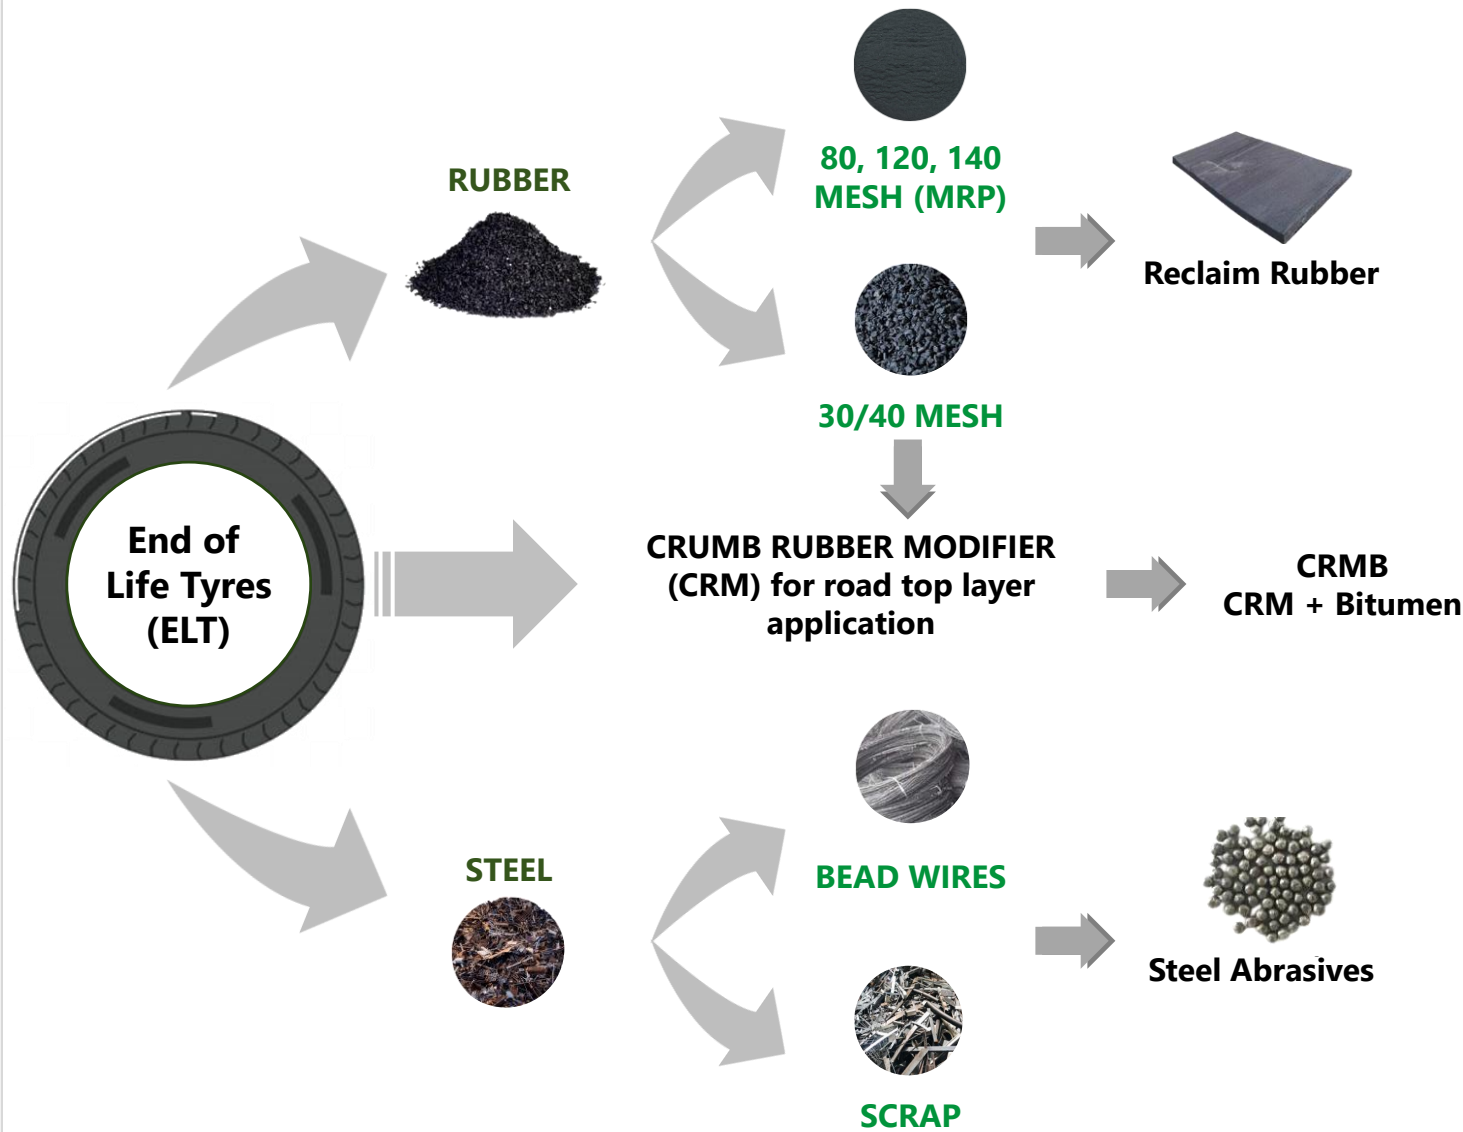 RUBBER
80, 120, 140
MESH (MRP)
Reclaim Rubber
30/40 MESH
End of
Life Tyres
(ELT)
CRUMB RUBBER MODIFIER
(CRM) for road top layer
application
CRMB
CRM + Bitumen
STEEL
BEAD WIRES
Steel Abrasives
SCRAP